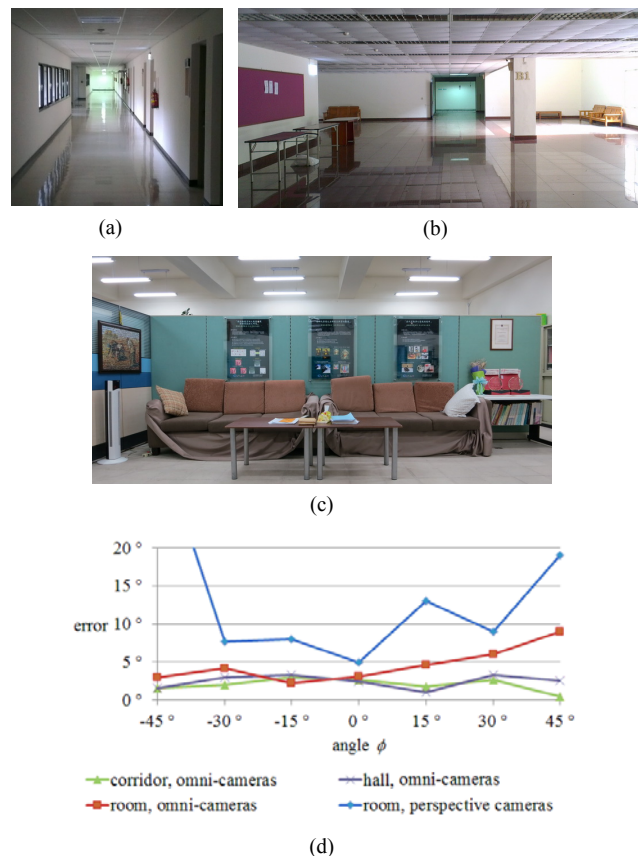 B1
(a)
(b)
(c)
20 °
15 °
error
10 °
5 °
0 °
-45 ° -30 ° -15 ° 0 ° 15 ° 30 ° 45 °
angle ϕ
corridor, omni-cameras hall, omni-cameras
room, omni-cameras room, perspective cameras
(d)